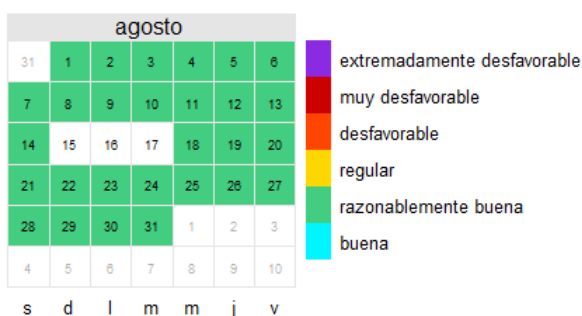 agosto
31 1 2 3 4 5 6
7 8 9 10 11 12 13
14 15 16 17 18 19 20
21 22 23 24 25 26 27
28 29 30 31 1 2 3
4 5 6 7 8 9 10
s d l m m j v
extremadamente desfavorable
muy desfavorable
desfavorable
regular
razonablemente buena
buena